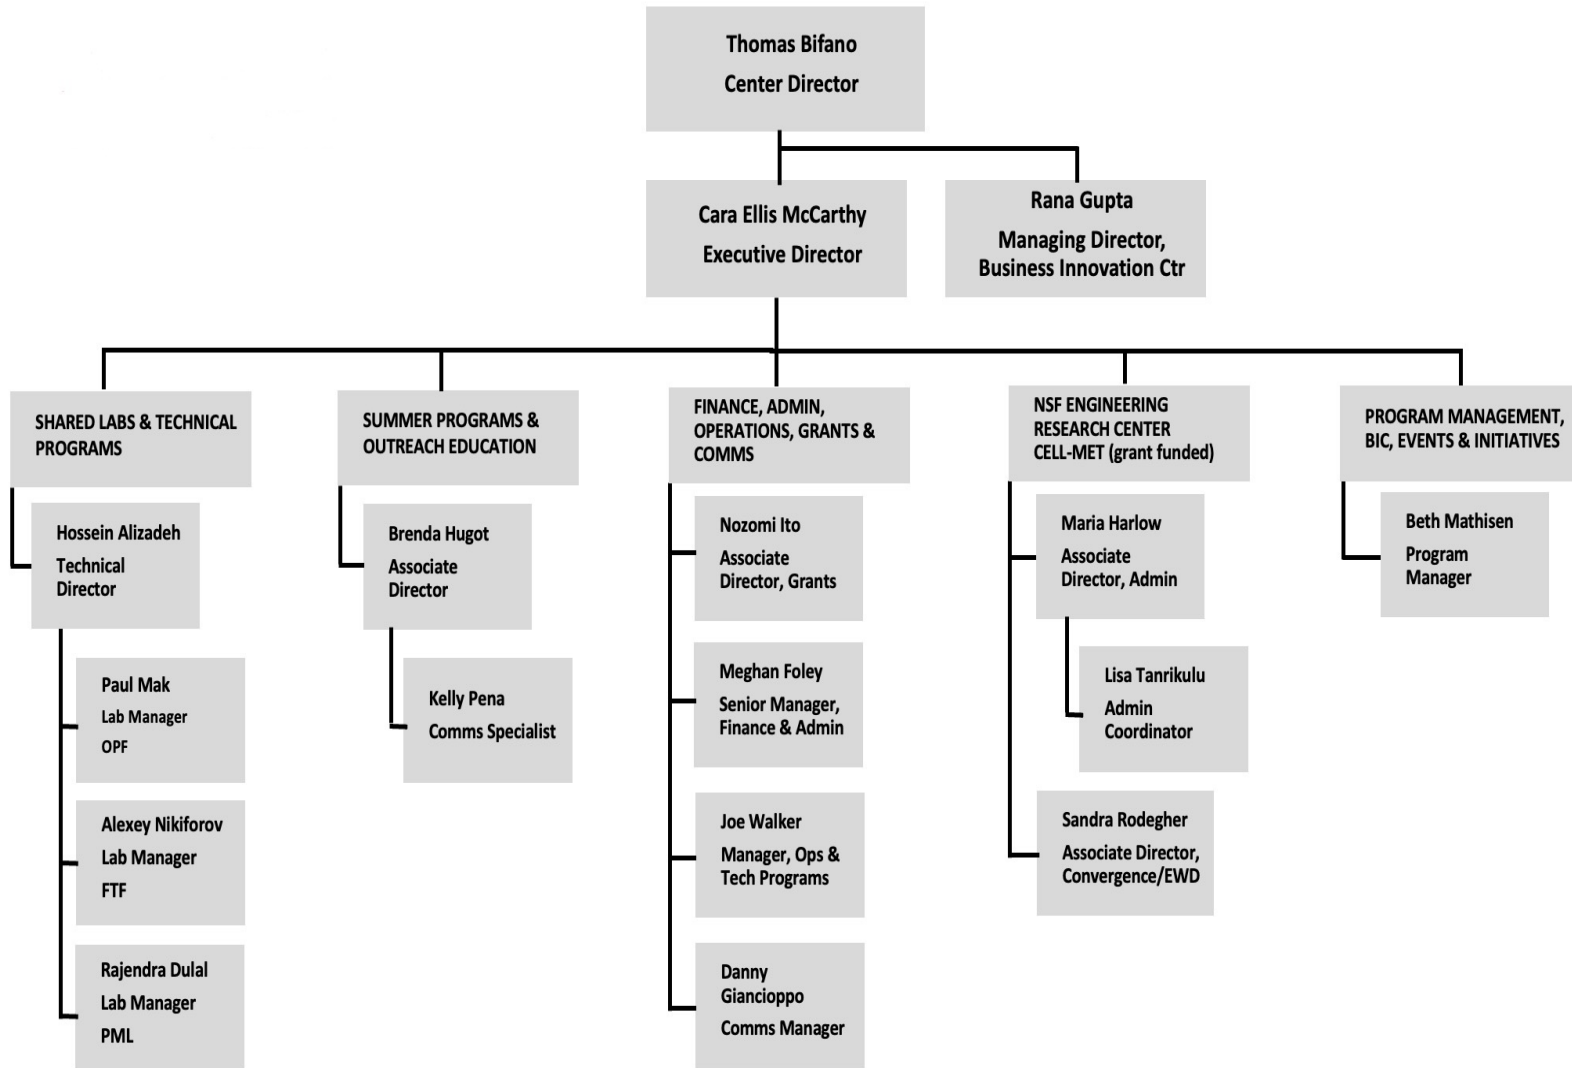 Thomas Bifano
Center Director
Cara Ellis McCarthy
Executive Director
Rana Gupta
Managing Director,
Business Innovation Ctr
SHARED LABS & TECHNICAL
PROGRAMS
Hossein Alizadeh
Technical
Director
Paul Mak
Lab Manager
OPF
Alexey Nikiforov
Lab Manager
FTF
Rajendra Dulal
Lab Manager
PML
SUMMER PROGRAMS &
OUTREACH EDUCATION
Brenda Hugot
Associate
Director
Kelly Pena
Comms Specialist
FINANCE, ADMIN,
OPERATIONS, GRANTS &
COMMS
Nozomi Ito
Associate
Director, Grants
Meghan Foley
Senior Manager,
Finance & Admin
Joe Walker
Manager, Ops &
Tech Programs
Danny
Giancioppo
Comms Manager
NSF ENGINEERING
RESEARCH CENTER
CELL-MET (grant funded)
Maria Harlow
Associate
Director, Admin
Lisa Tanrikulu
Admin
Coordinator
Sandra Rodegher
Associate Director,
Convergence/EWD
PROGRAM MANAGEMENT,
BIC, EVENTS & INITIATIVES
Beth Mathisen
Program
Manager